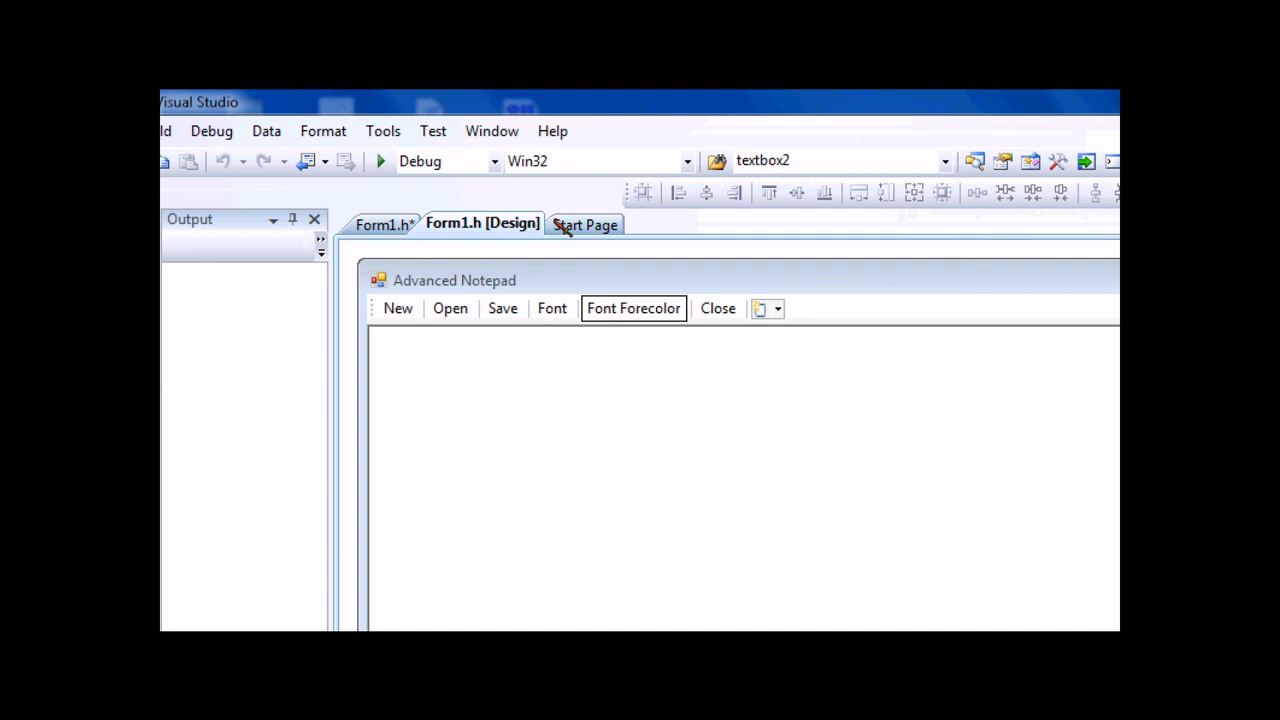 Visual Studio
ld Debug Data Format Tools Test Window Help
Debug Win32 textbox2
Output
Form1.h* Form1.h [Design] Start Page
Advanced Notepad
New Open Save Font Font Forecolor Close